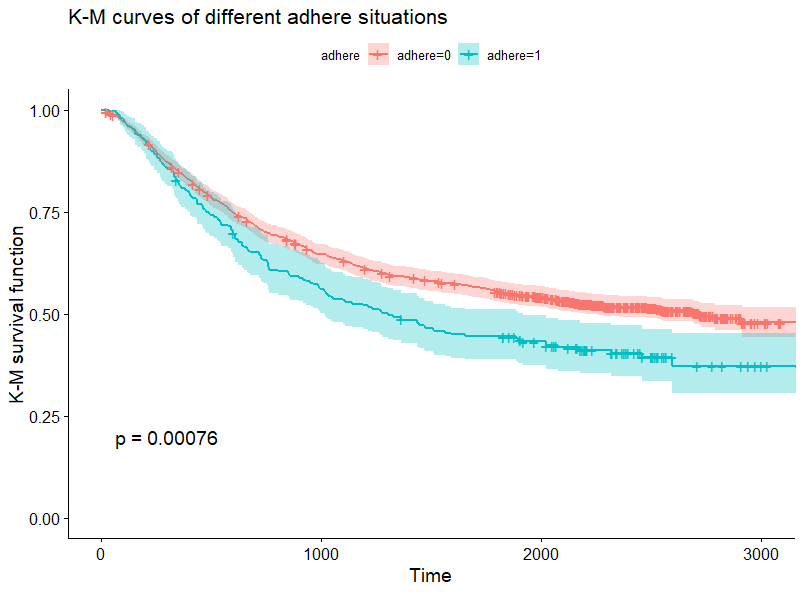 K-M curves of different adhere situations
adhere adhere=0 adhere=1
1.00
0.75
0.50
0.25
0.00
K-M survival function
p = 0.00076
0 1000 2000 3000
Time